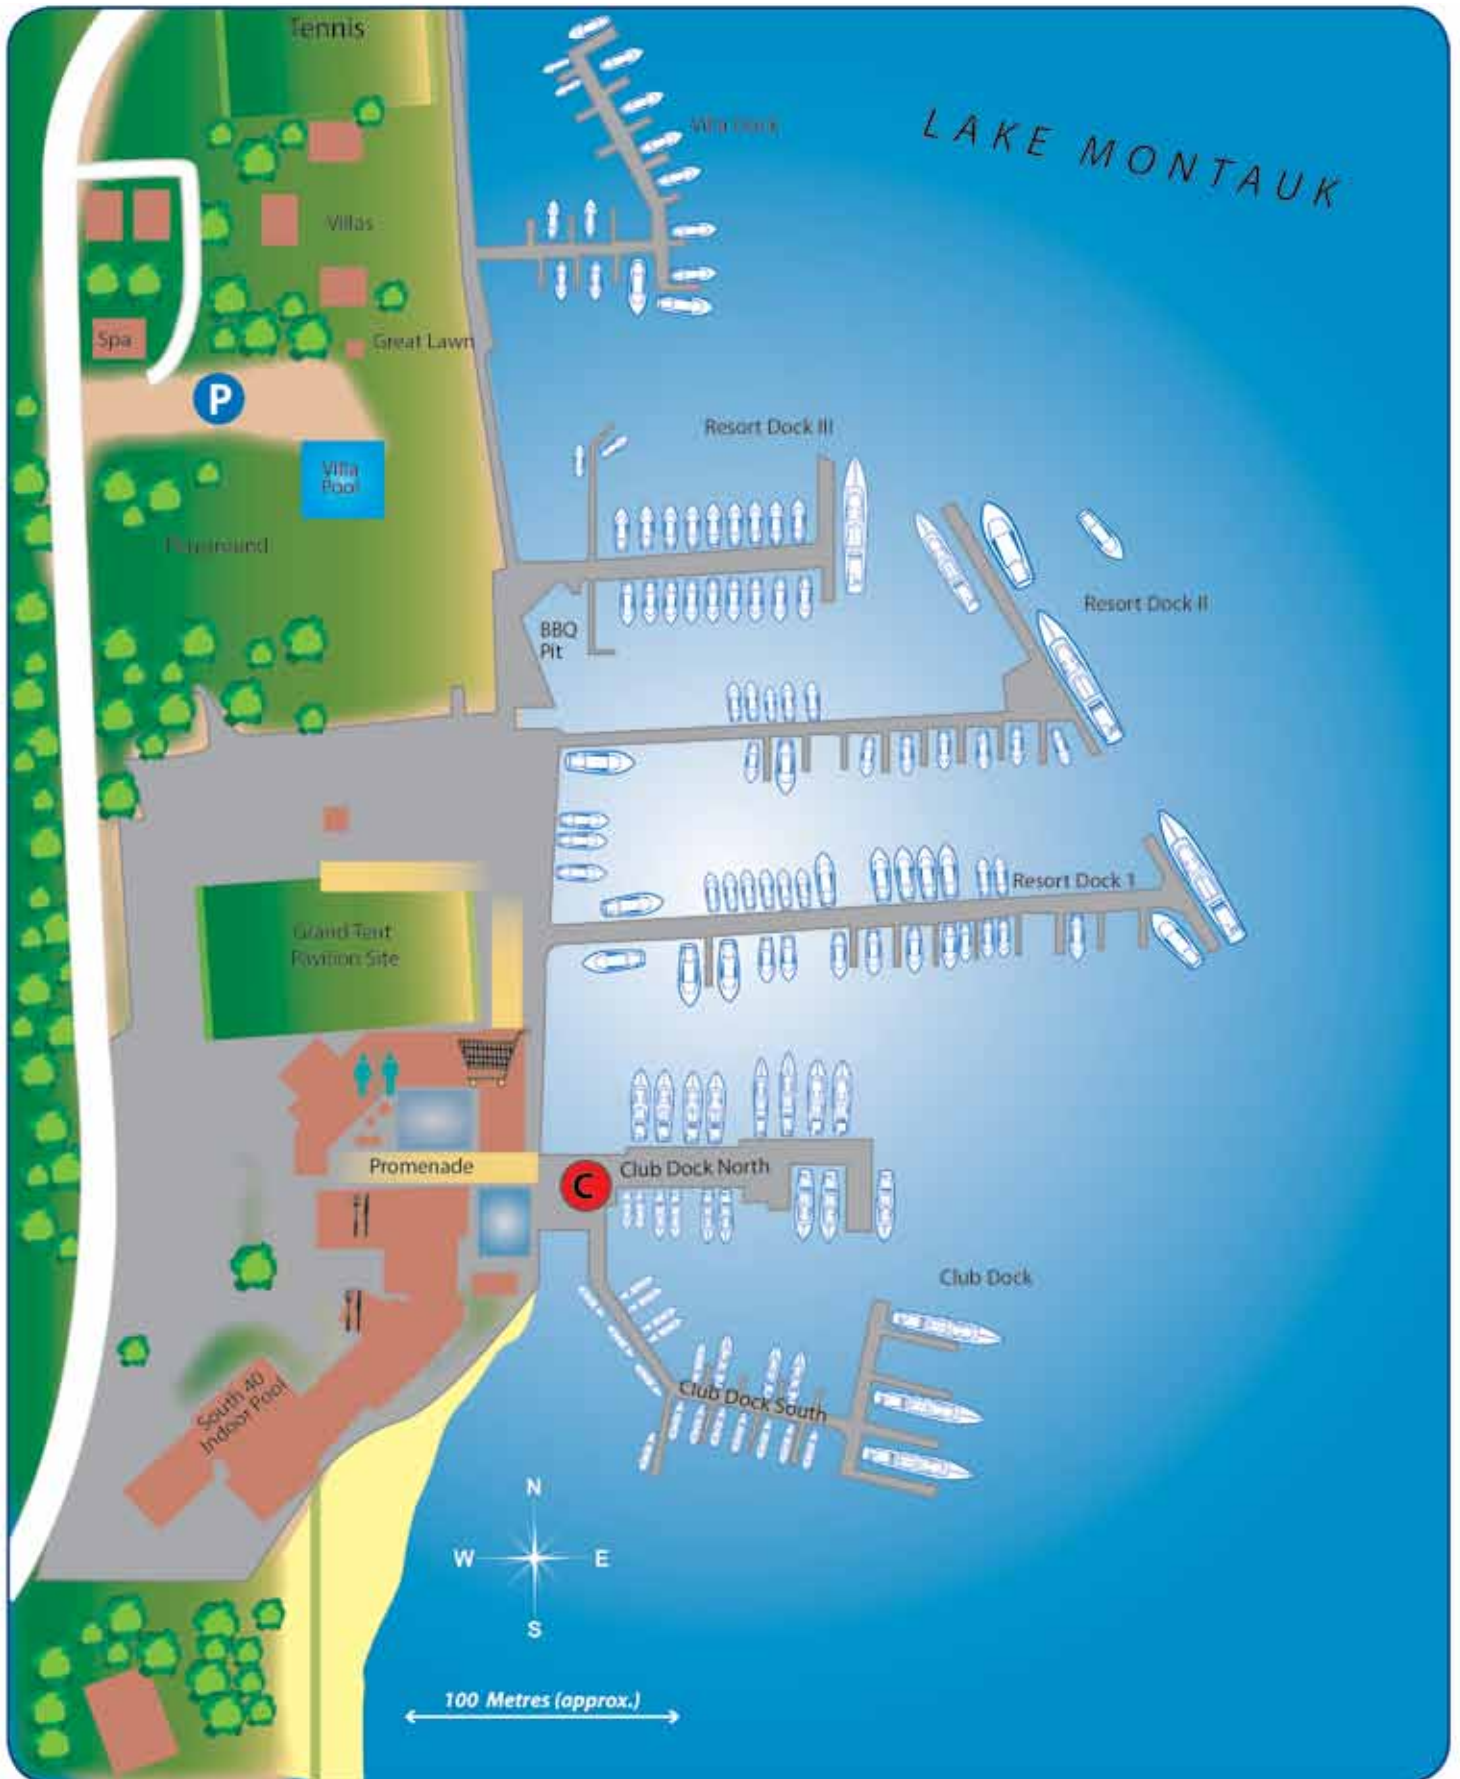 Tennis
Villa Dock
LAKE MONTAUK
Villas
Spa
Great Lawn
P
Resort Dock III
Villa
Pool
Playground
Resort Dock II
BBQ
Pit
Resort Dock 1
Grand Tent
Pavilion Site
Promenade
C
Club Dock North
Club Dock
South 40
Indoor Pool
Club Dock South
N
W
E
S
100 Metres (approx.)